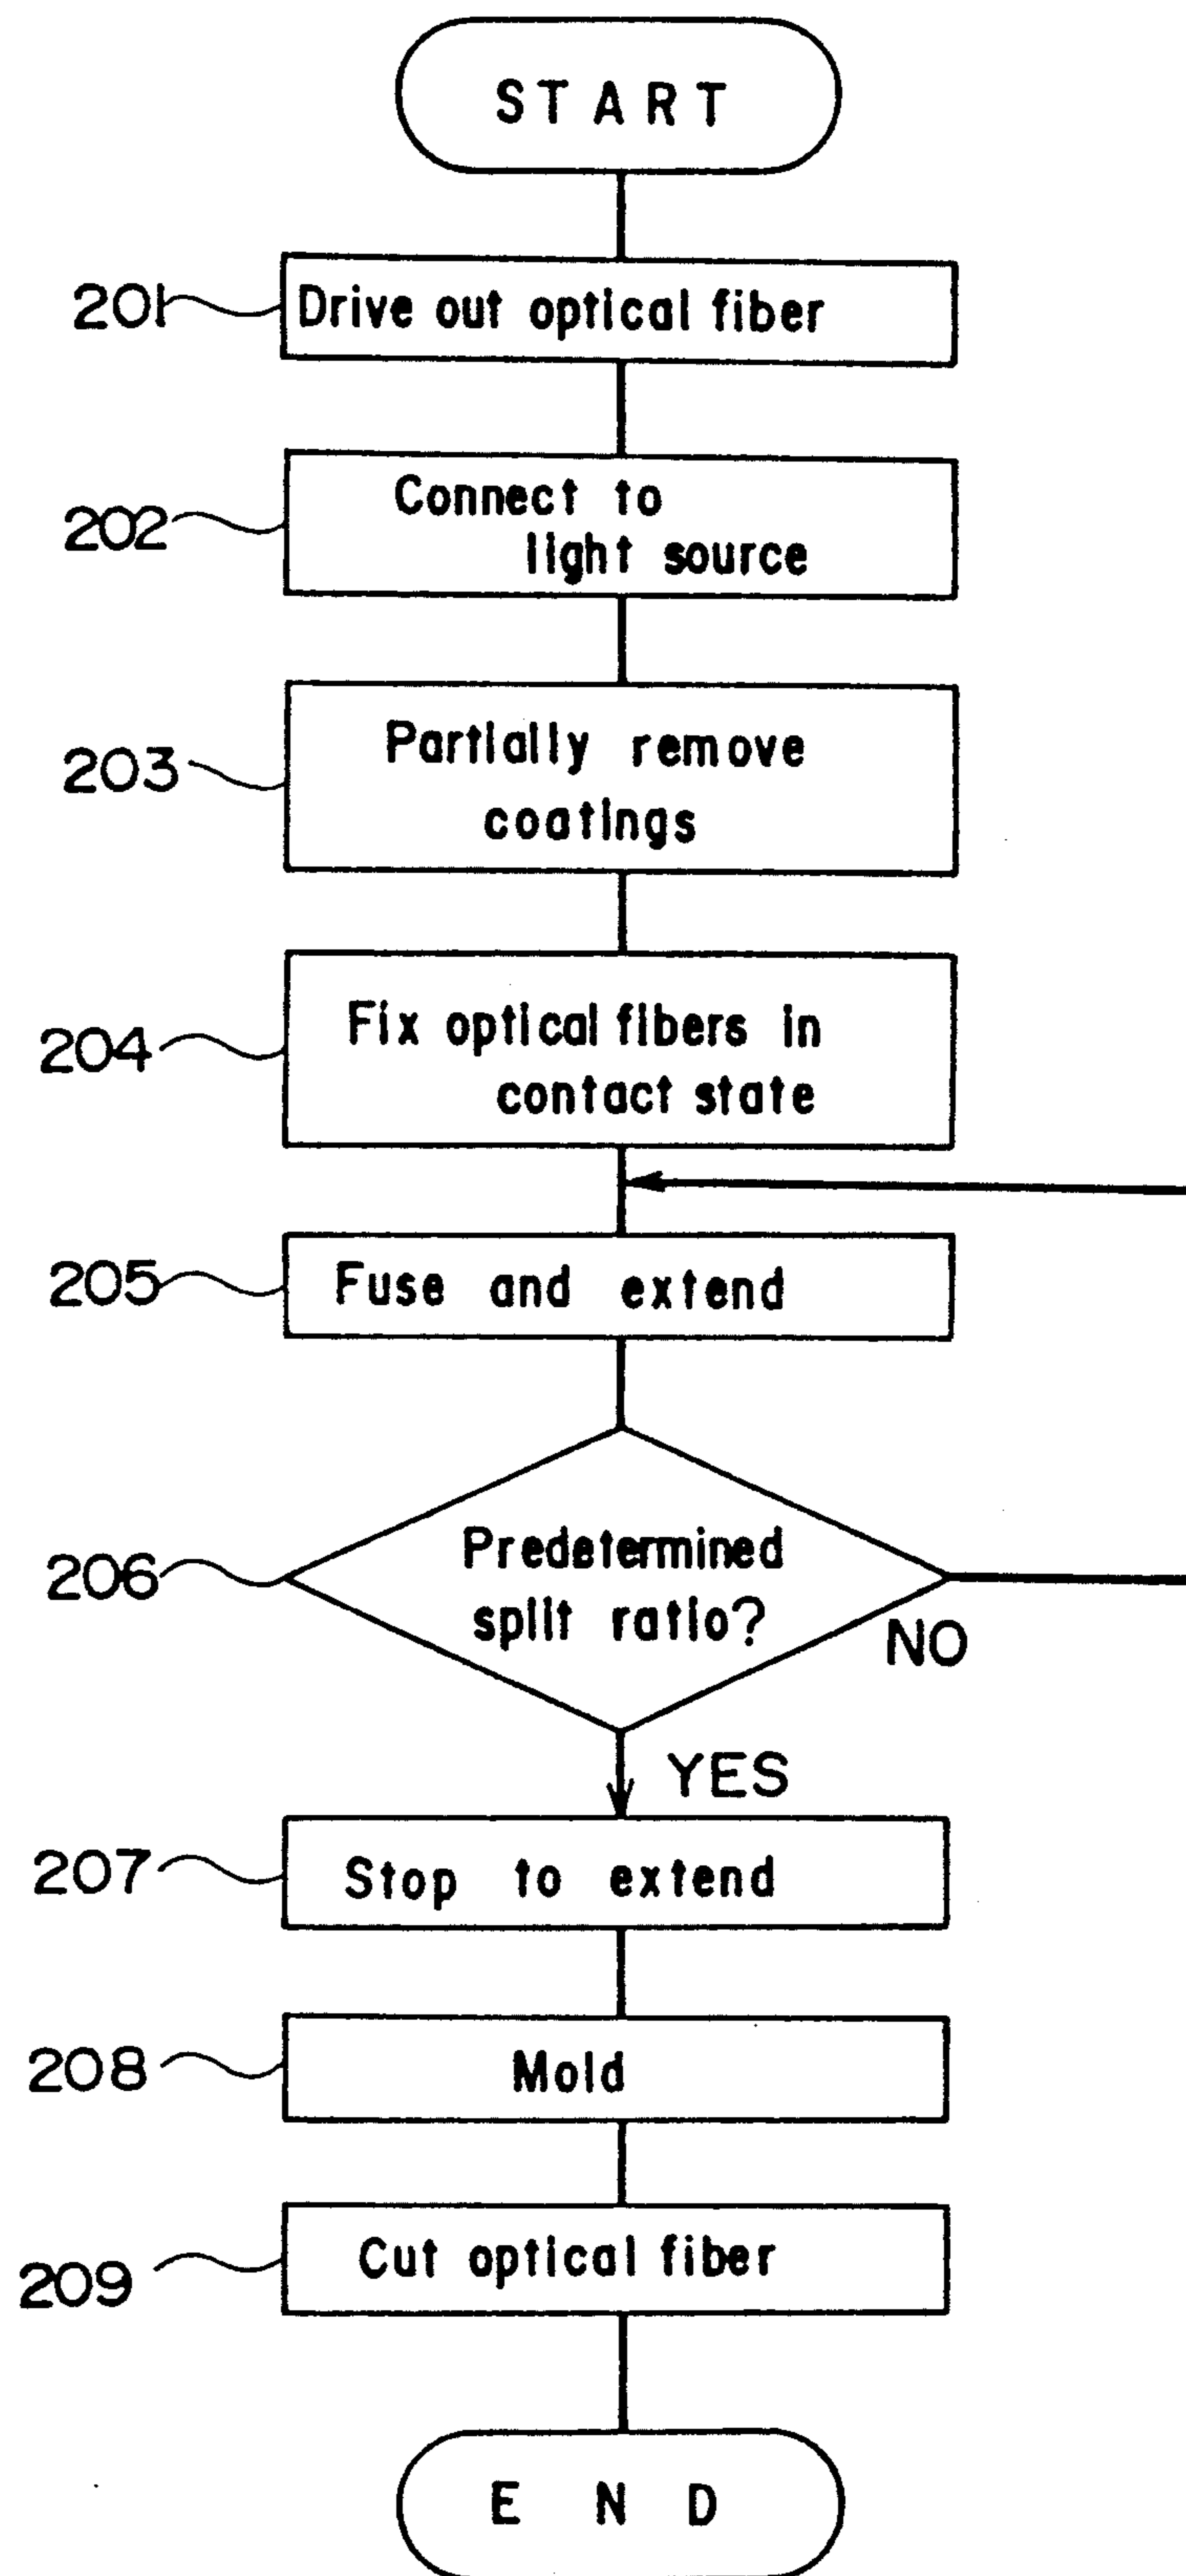 START
201 Drive out optical fiber
202 Connect to
light source
203 Partially remove
coatings
204 Fix optical fibers in
contact state
205 Fuse and extend
206 Predetermined
split ratio?
NO
YES
207 Stop to extend
208 Mold
209 Cut optical fiber
END